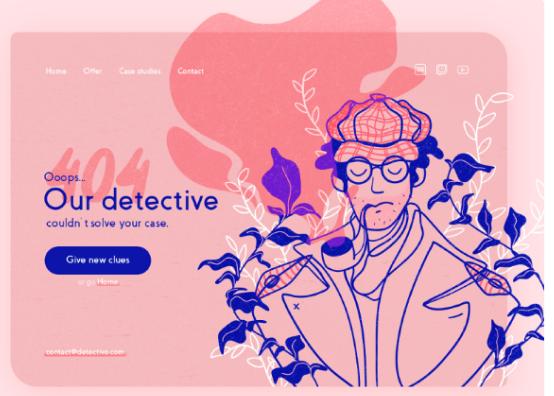 Home Offer Case studies Contact
404
Ooops...
Our detective
couldn't solve your case.
Give new clues
or go Home
contact@detective.com